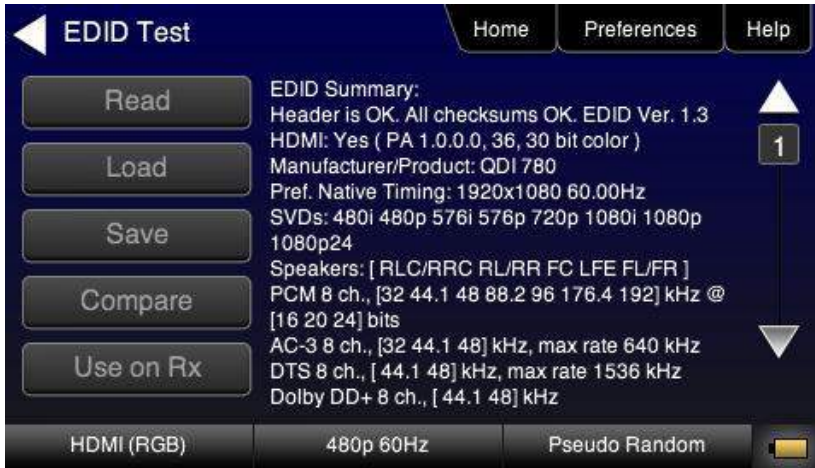 EDID Test
Home
Preferences
Help
Read
Load
Save
Compare
Use on Rx
EDID Summary:
Header is OK. All checksums OK. EDID Ver. 1.3
HDMI: Yes ( PA 1.0.0.0, 36, 30 bit color )
Manufacturer/Product: QDI 780
Pref. Native Timing: 1920x1080 60.00Hz
SVDs: 480i 480p 576i 576p 720p 1080i 1080p
1080p24
Speakers: [ RLC/RRC RL/RR FC LFE FL/FR ]
PCM 8 ch., [32 44.1 48 88.2 96 176.4 192] kHz @
[16 20 24] bits
AC-3 8 ch., [32 44.1 48] kHz, max rate 640 kHz
DTS 8 ch., [ 44.1 48] kHz, max rate 1536 kHz
Dolby DD+ 8 ch., [ 44.1 48] kHz
1
HDMI (RGB)
480p 60Hz
Pseudo Random